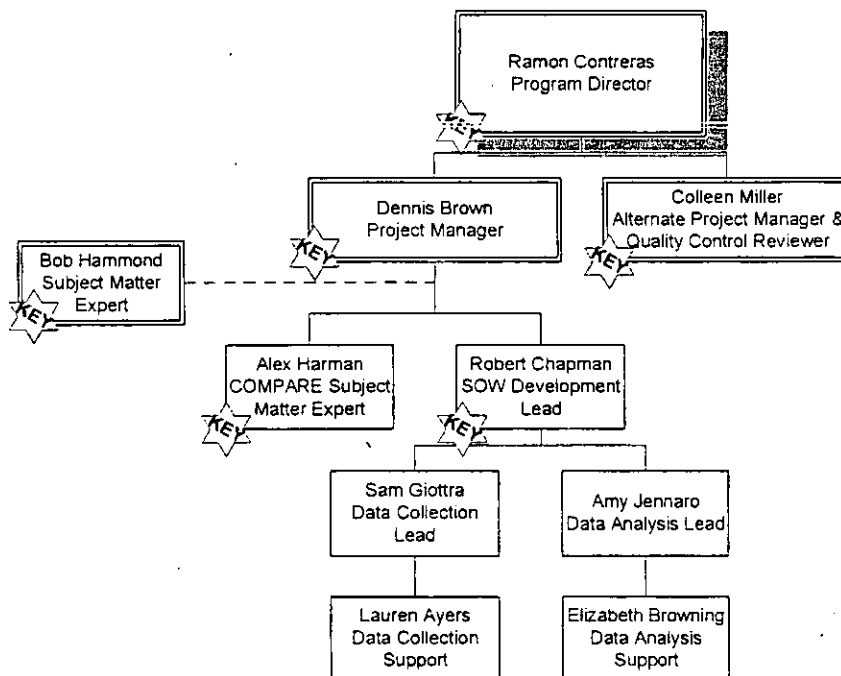 Ramon Contreras
Program Director
KEY
Dennis Brown
Project Manager
KEY
Colleen Miller
Alternate Project Manager &
Quality Control Reviewer
KEY
Bob Hammond
Subject Matter
Expert
KEY
Alex Harman
COMPARE Subject
Matter Expert
KEY
Robert Chapman
SOW Development
Lead
KEY
Sam Giottra
Data Collection
Lead
Amy Jennaro
Data Analysis Lead
Lauren Ayers
Data Collection
Support
Elizabeth Browning
Data Analysis
Support